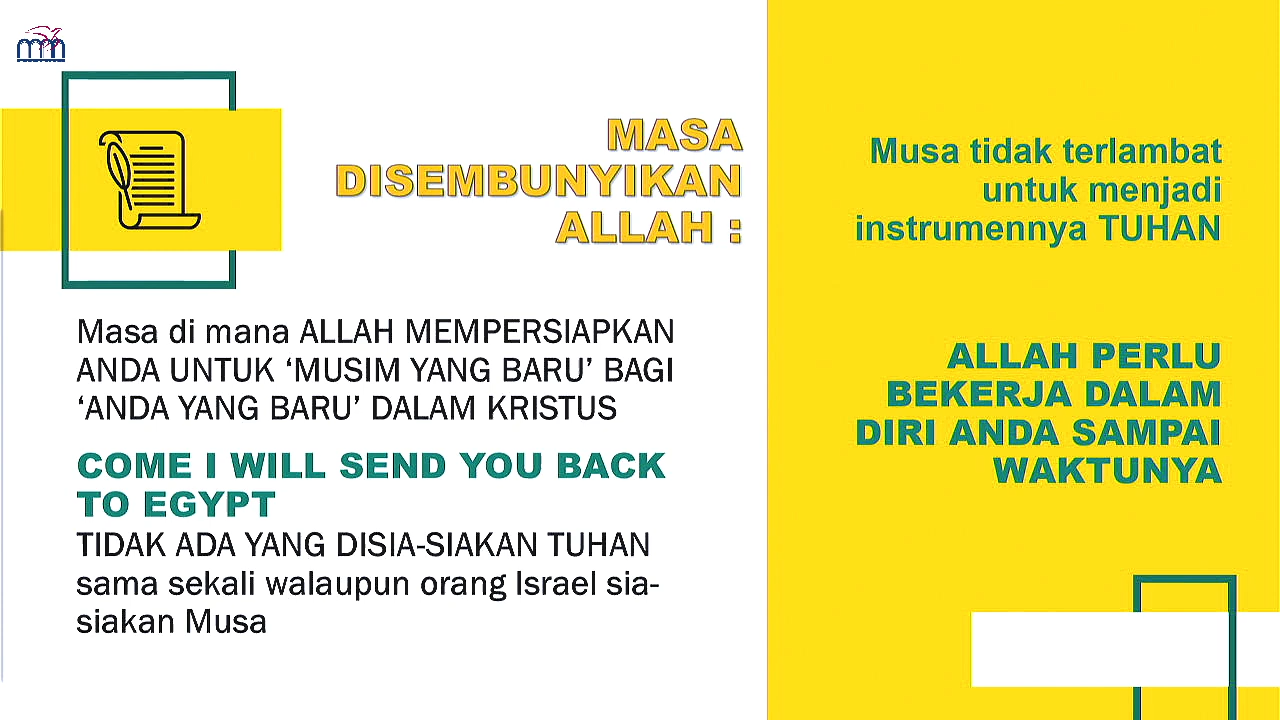 MASA
DISEMBUNYIKAN
ALLAH :
Masa di mana ALLAH MEMPERSIAPKAN
ANDA UNTUK ‘MUSIM YANG BARU’ BAGI
‘ANDA YANG BARU’ DALAM KRISTUS
COME I WILL SEND YOU BACK
TO EGYPT
TIDAK ADA YANG DISIA-SIAKAN TUHAN
sama sekali walaupun orang Israel sia-
siakan Musa
Musa tidak terlambat
untuk menjadi
instrumennya TUHAN
ALLAH PERLU
BEKERJA DALAM
DIRI ANDA SAMPAI
WAKTUNYA